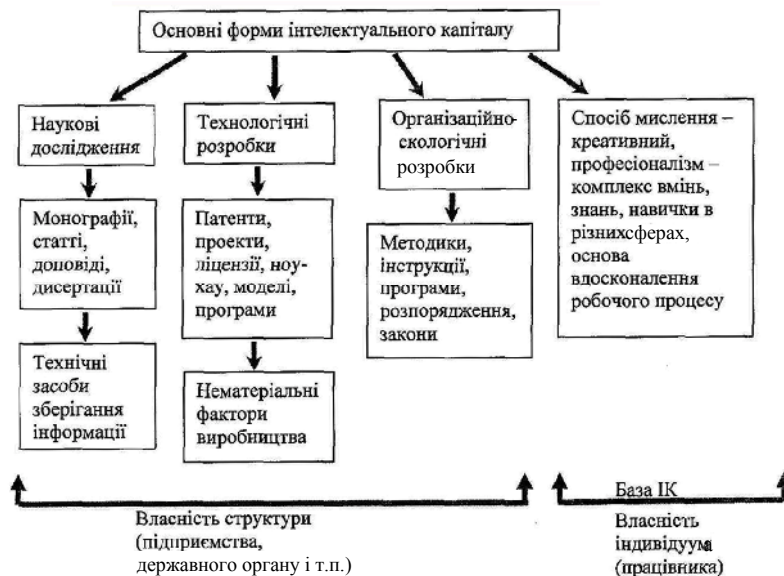 Основні форми інтелектуального капіталу
Наукові
дослідження
Технологічні
розробки
Організаційно-
скологічні
розробки
Спосіб мислення –
креативний,
професіоналізм –
комплекс вмінь,
знань, навички в
різнихсферах,
основа
вдосконалення
робочого процесу
Монографії,
статті,
доповіді,
дисертації
Патенти,
проекти,
ліцензії, ноу-
хау, моделі,
програми
Методики,
інструкції,
програми,
розпорядження,
закони
Технічні
засоби
зберігання
інформації
Нематеріальні
фактори
виробництва
Власність структури
(підприємства,
державного органу і т.п.)
База ІК
Власність
індивідуума
(працівника)